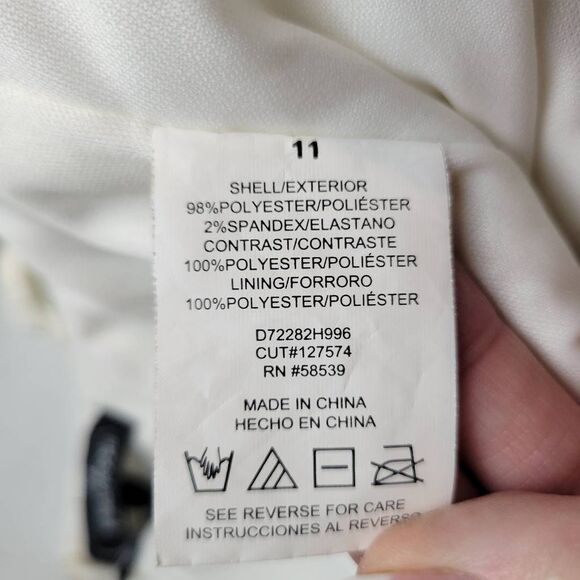 11
SHELL/EXTERIOR
98%POLYESTER/POLIÉSTER
2%SPANDEX/ELASTANO
CONTRAST/CONTRASTE
100%POLYESTER/POLIÉSTER
LINING/FORRORO
100%POLYESTER/POLIÉSTER
D72282H996
CUT#127574
RN #58539
MADE IN CHINA
HECHO EN CHINA
SEE REVERSE FOR CARE
INSTRUCCIONES AL REVERSO